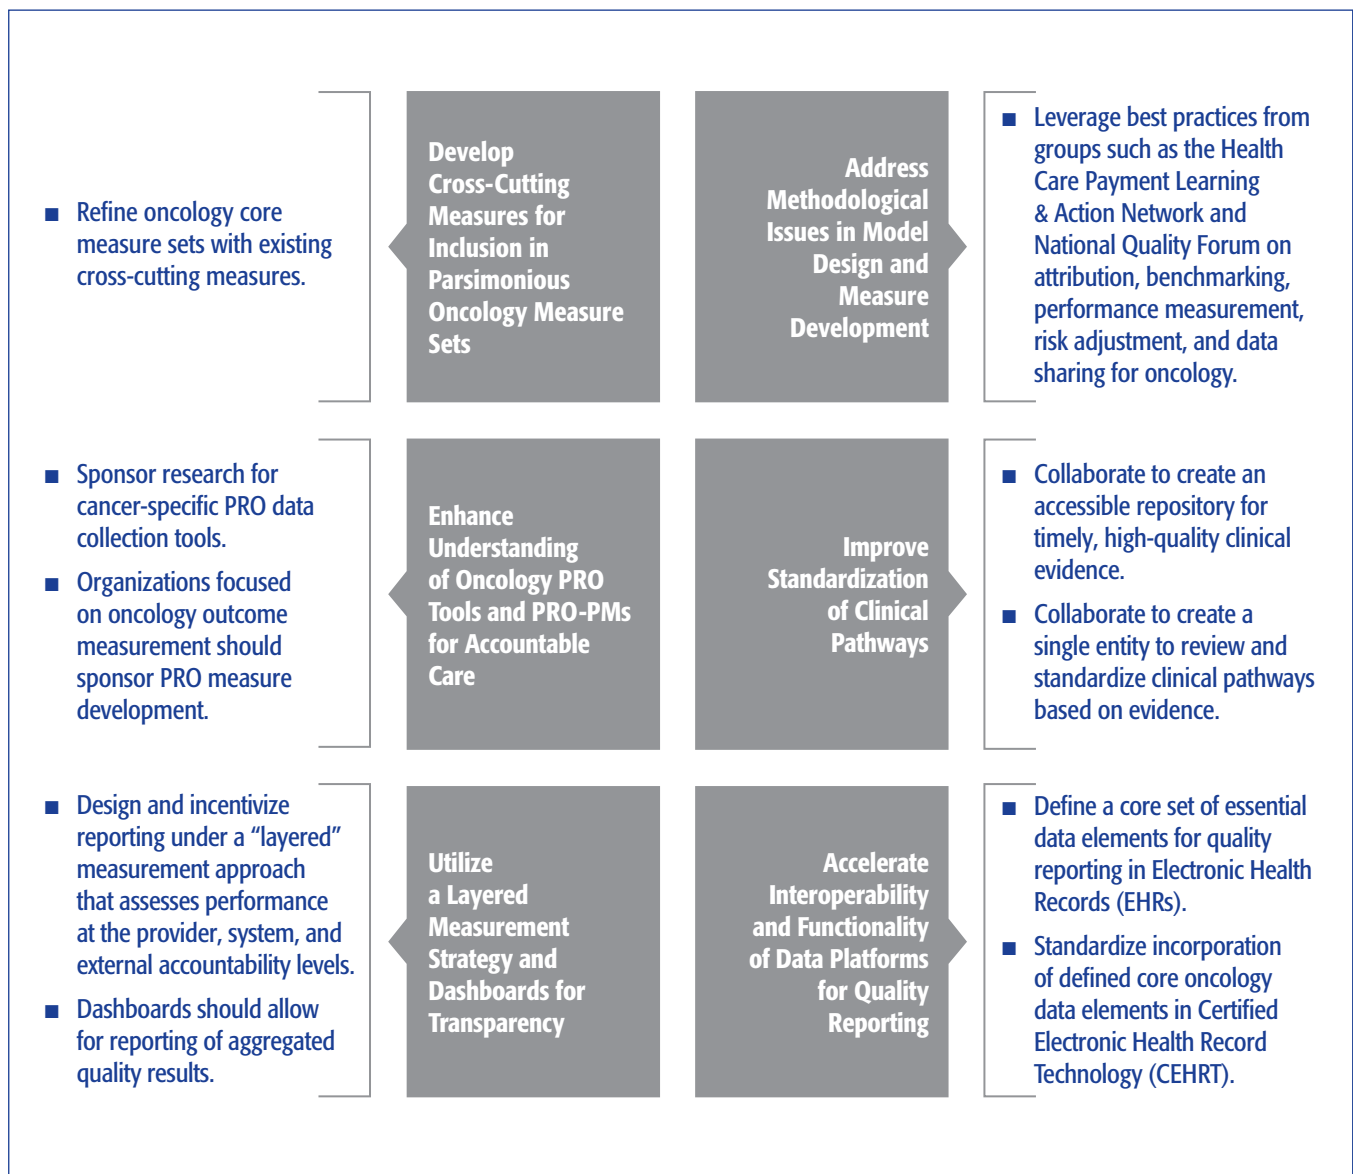 ■ Refine oncology core
measure sets with existing
cross-cutting measures.
Develop
Cross-Cutting
Measures for
Inclusion in
Parsimonious
Oncology Measure
Sets
Address
Methodological
Issues in Model
Design and
Measure
Development
■ Leverage best practices from
groups such as the Health
Care Payment Learning
& Action Network and
National Quality Forum on
attribution, benchmarking,
performance measurement,
risk adjustment, and data
sharing for oncology.
■ Sponsor research for
cancer-specific PRO data
collection tools.
■ Organizations focused
on oncology outcome
measurement should
sponsor PRO measure
development.
Enhance
Understanding
of Oncology PRO
Tools and PRO-PMs
for Accountable
Care
Improve
Standardization
of Clinical
Pathways
■ Collaborate to create an
accessible repository for
timely, high-quality clinical
evidence.
■ Collaborate to create a
single entity to review and
standardize clinical pathways
based on evidence.
■ Design and incentivize
reporting under a “layered”
measurement approach
that assesses performance
at the provider, system, and
external accountability levels.
■ Dashboards should allow
for reporting of aggregated
quality results.
Utilize
a Layered
Measurement
Strategy and
Dashboards for
Transparency
Accelerate
Interoperability
and Functionality
of Data Platforms
for Quality
Reporting
■ Define a core set of essential
data elements for quality
reporting in Electronic Health
Records (EHRs).
■ Standardize incorporation
of defined core oncology
data elements in Certified
Electronic Health Record
Technology (CEHRT).